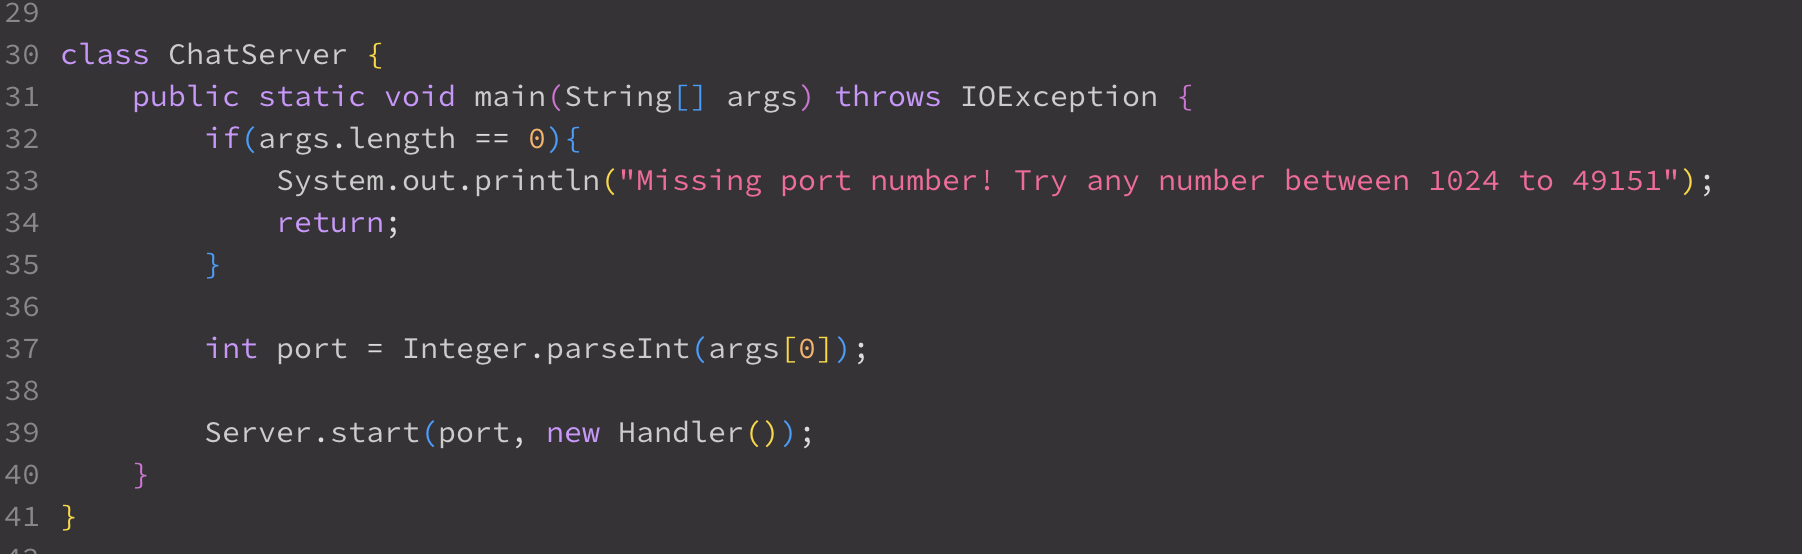 29
30 class ChatServer {
31     public static void main(String[] args) throws IOException {
32         if(args.length == 0){
33             System.out.println("Missing port number! Try any number between 1024 to 49151");
34             return;
35         }
36
37         int port = Integer.parseInt(args[0]);
38
39         Server.start(port, new Handler());
40     }
41 }